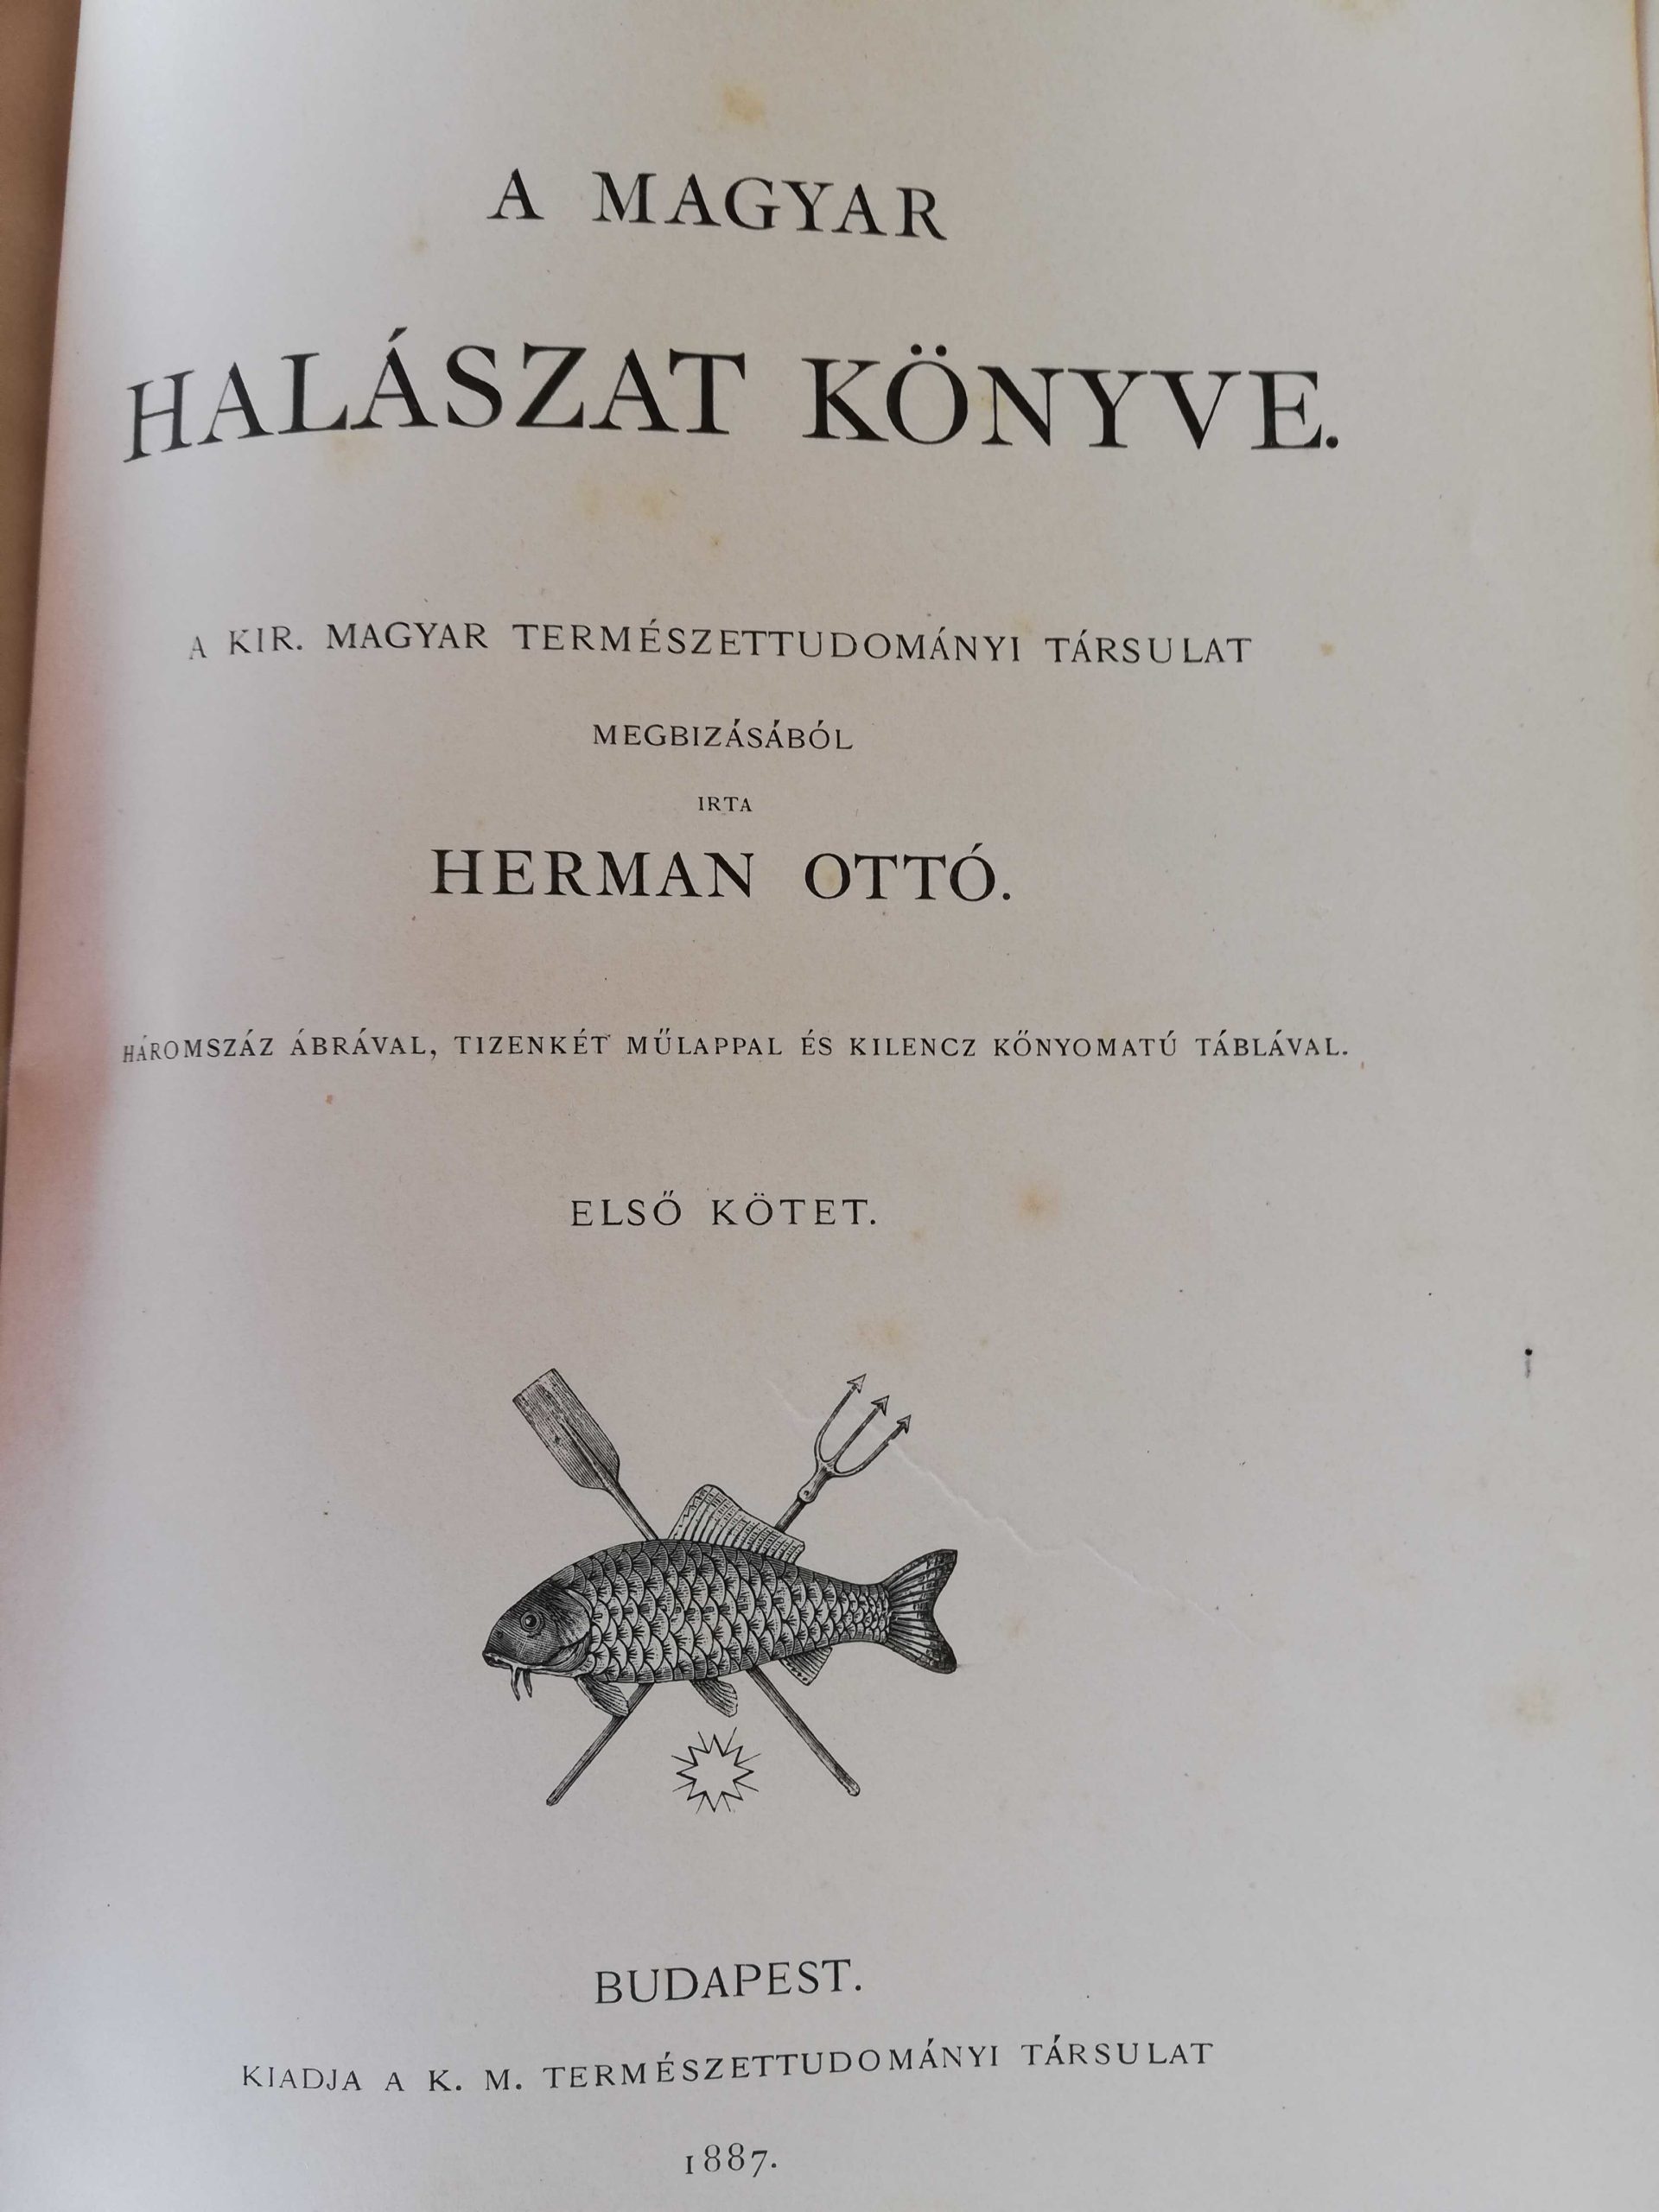 A MAGYAR
HALÁSZAT KÖNYVE.
A KIR. MAGYAR TERMÉSZETTUDOMÁNYI TÁRSULAT
MEGBIZÁSÁBÓL
IRTA
HERMAN OTTÓ.
HÁROMSZÁZ ÁBRÁVAL, TIZENKÉT MŰLAPPAL ÉS KILENCZ KŐNYOMATÚ TÁBLÁVAL.
ELSŐ KÖTET.
BUDAPEST.
KIADJA A K. M. TERMÉSZETTUDOMÁNYI TÁRSULAT
1887.